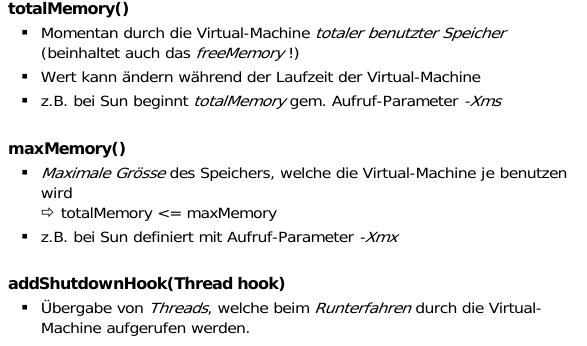 totalMemory()
▪ Momentan durch die Virtual-Machine totaler benutzter Speicher
(beinhaltet auch das freeMemory !)
▪ Wert kann ändern während der Laufzeit der Virtual-Machine
▪ z.B. bei Sun beginnt totalMemory gem. Aufruf-Parameter -Xms
maxMemory()
▪ Maximale Grösse des Speichers, welche die Virtual-Machine je benutzen
wird
⇨ totalMemory <= maxMemory
▪ z.B. bei Sun definiert mit Aufruf-Parameter -Xmx
addShutdownHook(Thread hook)
▪ Übergabe von Threads, welche beim Runterfahren durch die Virtual-
Machine aufgerufen werden.